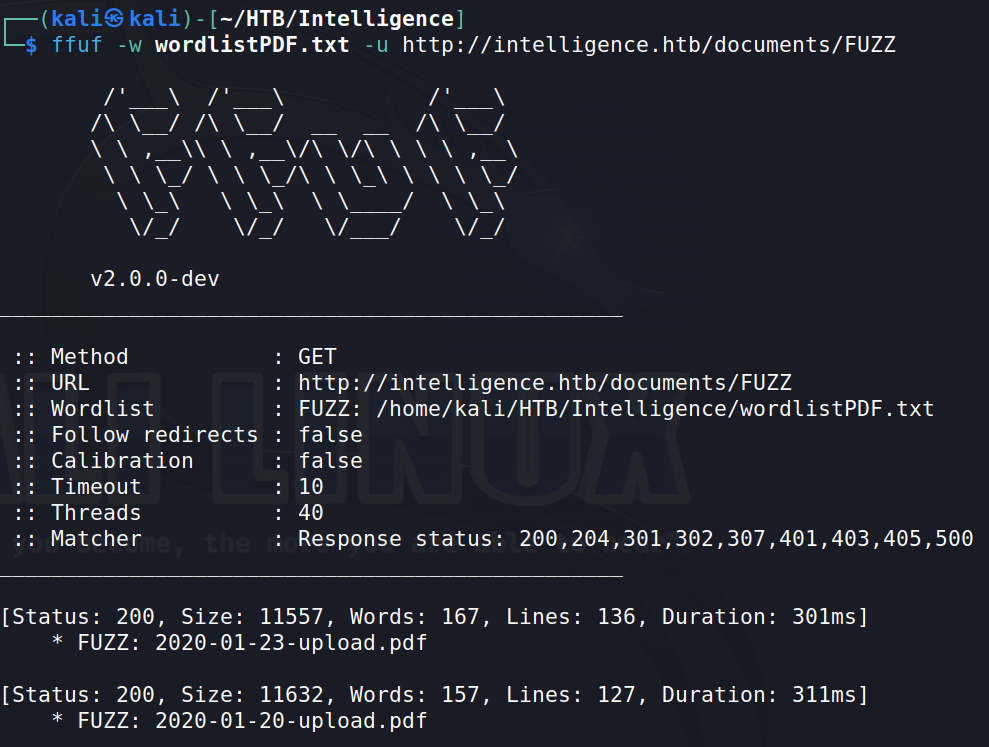 ┌──(kali㉿kali)-[~/HTB/Intelligence]
└─$ ffuf -w wordlistPDF.txt -u http://intelligence.htb/documents/FUZZ

        /'___\  /'___\           /'___\
       /\ \__/ /\ \__/  __  __  /\ \__/
       \ \ ,__\\ \ ,__\/\ \/\ \ \ \ ,__\
        \ \ \_/ \ \ \_/\ \ \_\ \ \ \ \_/
         \ \_\   \ \_\  \ \____/  \ \_\
          \/_/    \/_/   \/___/    \/_/

       v2.0.0-dev
________________________________________________

 :: Method           : GET
 :: URL              : http://intelligence.htb/documents/FUZZ
 :: Wordlist         : FUZZ: /home/kali/HTB/Intelligence/wordlistPDF.txt
 :: Follow redirects : false
 :: Calibration      : false
 :: Timeout          : 10
 :: Threads          : 40
 :: Matcher          : Response status: 200,204,301,302,307,401,403,405,500
________________________________________________

[Status: 200, Size: 11557, Words: 167, Lines: 136, Duration: 301ms]
    * FUZZ: 2020-01-23-upload.pdf

[Status: 200, Size: 11632, Words: 157, Lines: 127, Duration: 311ms]
    * FUZZ: 2020-01-20-upload.pdf